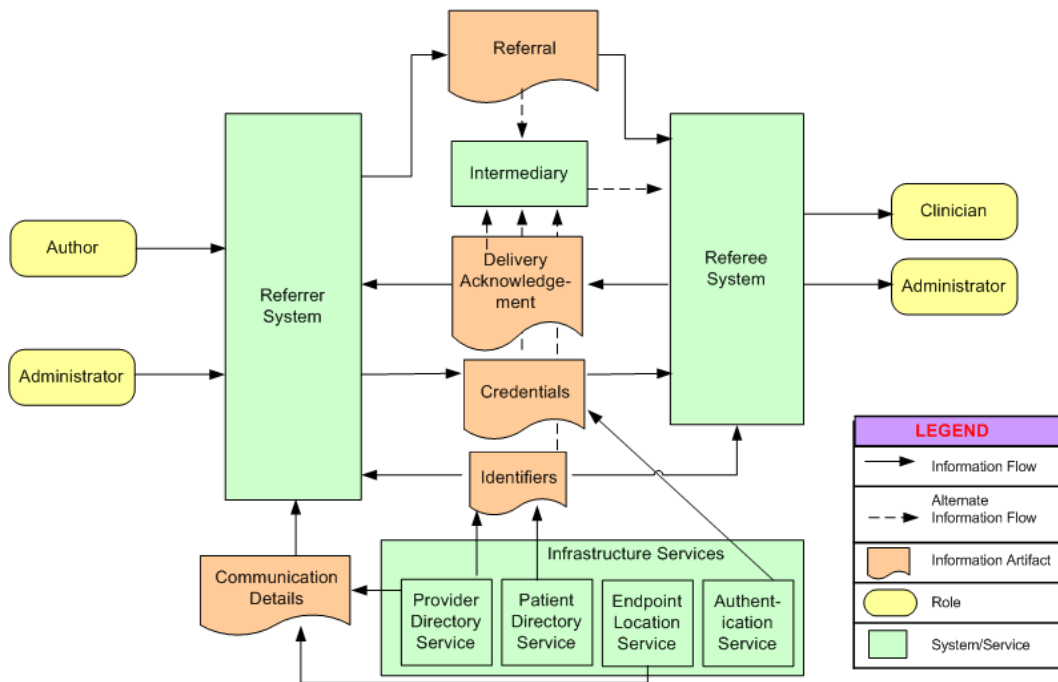 Referral
Intermediary
Author
Administrator
Referrer
System
Delivery
Acknowledge-
ment
Referee
System
Clinician
Administrator
Credentials
Identifiers
Communication
Details
Infrastructure Services
Provider
Directory
Service
Patient
Directory
Service
Endpoint
Location
Service
Authent-
ication
Service
LEGEND
Information Flow
Alternate
Information Flow
Information Artifact
Role
System/Service